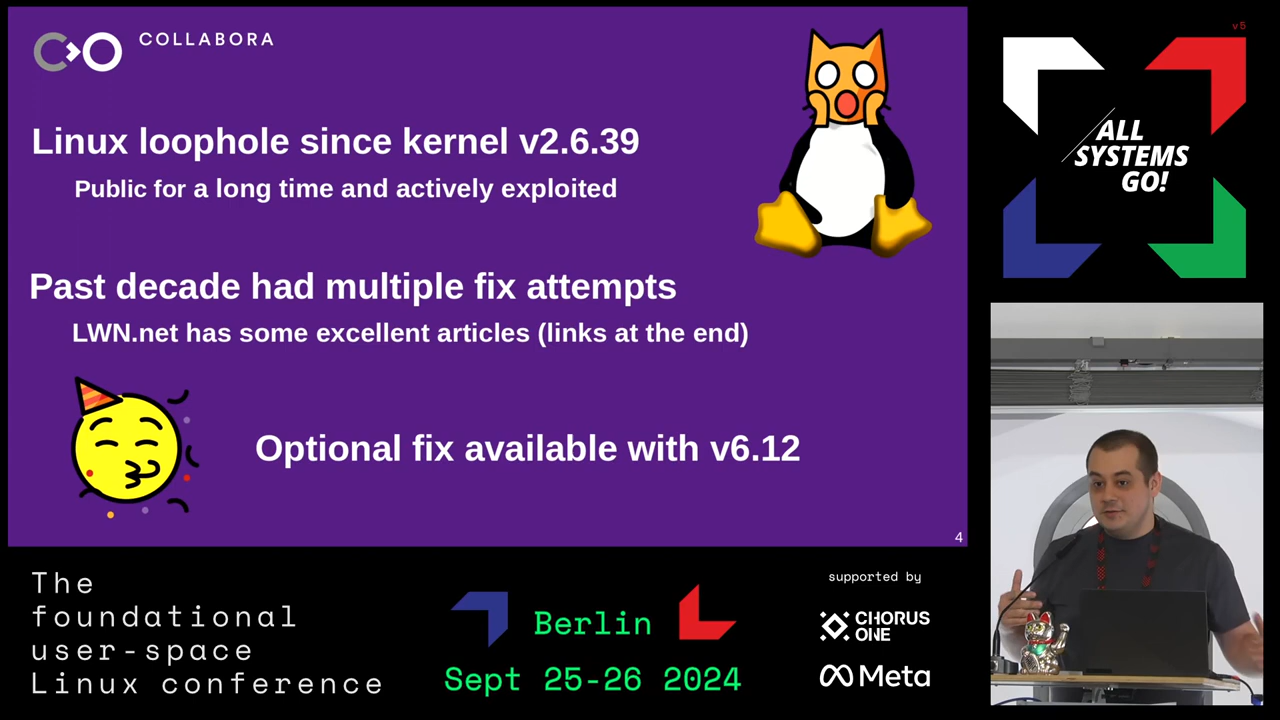 COLLABORA
Linux loophole since kernel v2.6.39
Public for a long time and actively exploited
Past decade had multiple fix attempts
LWN.net has some excellent articles (links at the end)
Optional fix available with v6.12
4
v5
ALL
SYSTEMS
GO!
The
foundational
user-space
Linux conference
Berlin
Sept 25-26 2024
supported by
CHORUS
ONE
Meta